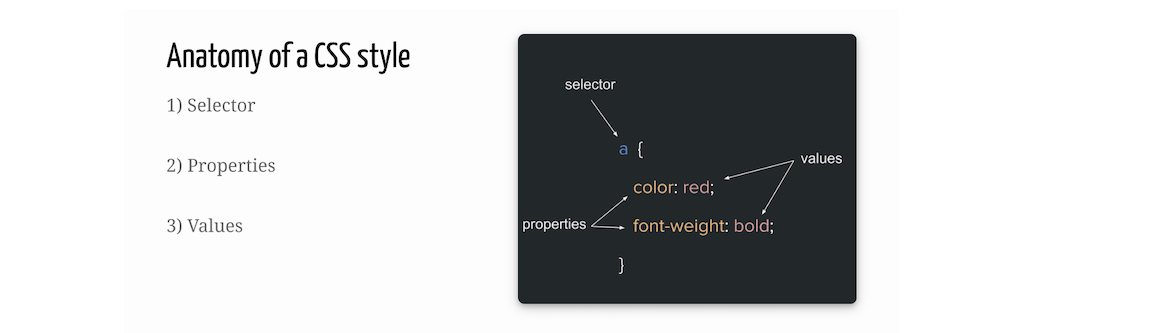 Anatomy of a CSS style
1) Selector
2) Properties
3) Values
selector
a {
values
color: red;
properties
font-weight: bold;
}